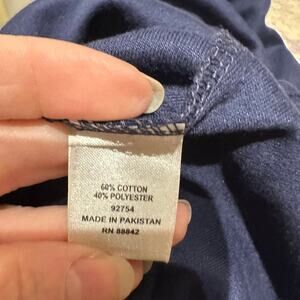 60% COTTON
40% POLYESTER
92754
MADE IN PAKISTAN
RN 88842